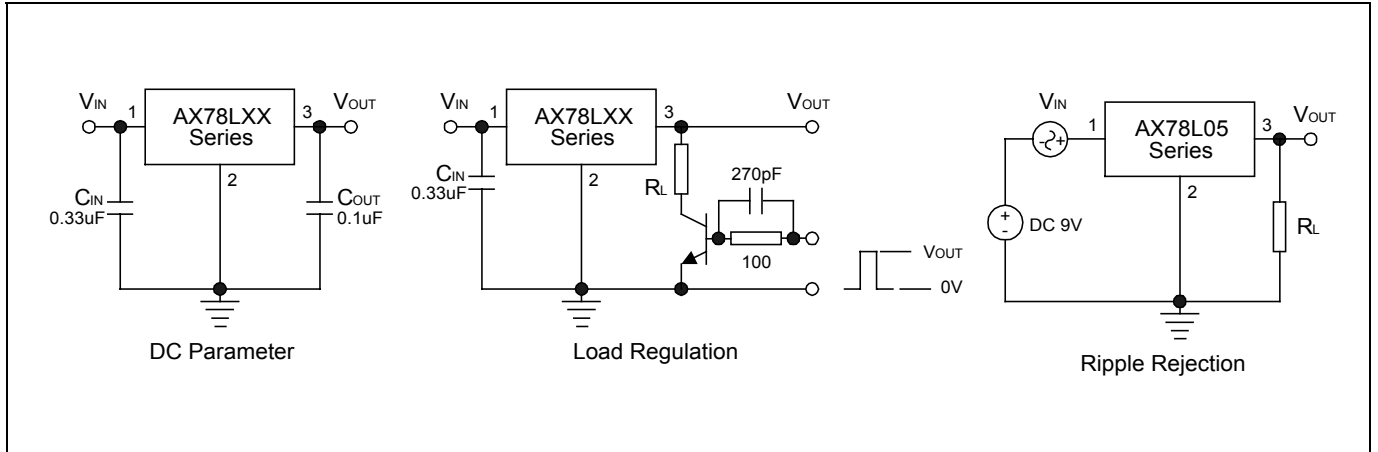 VIN
1
AX78LXX
Series
3
VOUT
2
CIN
0.33uF
COUT
0.1uF
DC Parameter
VIN
1
AX78LXX
Series
3
VOUT
2
CIN
0.33uF
RL
270pF
100
VOUT
0V
Load Regulation
VIN
-
+
1
AX78L05
Series
3
VOUT
2
+
-
DC 9V
RL
Ripple Rejection